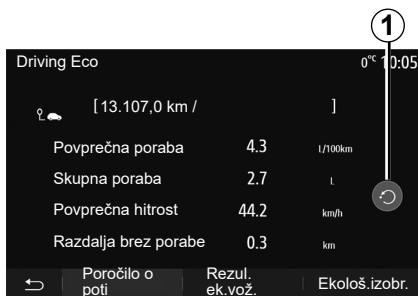 1
Driving Eco 0°C 10:05
[13.107,0 km / ]
Povprečna poraba 4.3 L/100km
Skupna poraba 2.7 L
Povprečna hitrost 44.2 km/h
Razdalja brez porabe 0.3 km
Poročilo o poti
Rezul. ek.vož.
Ekološ.izobr.